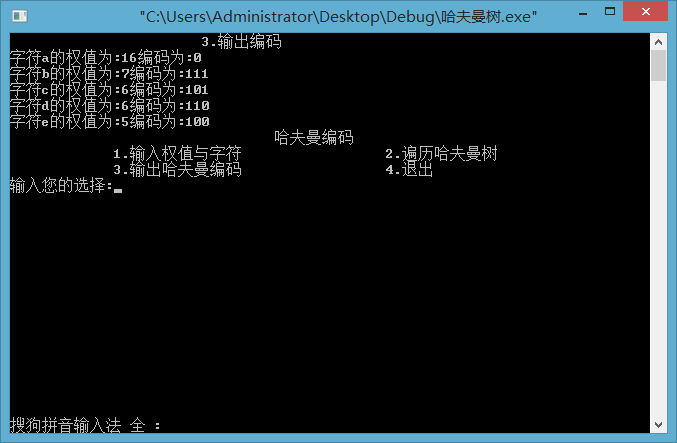 "C:\Users\Administrator\Desktop\Debug\哈夫曼树.exe"
3.输出编码
字符a的权值为:16编码为:0
字符b的权值为:7编码为:111
字符c的权值为:6编码为:101
字符d的权值为:6编码为:110
字符e的权值为:5编码为:100
哈夫曼编码
1.输入权值与字符 2.遍历哈夫曼树
3.输出哈夫曼编码 4.退出
输入您的选择:
搜狗拼音输入法 全 :